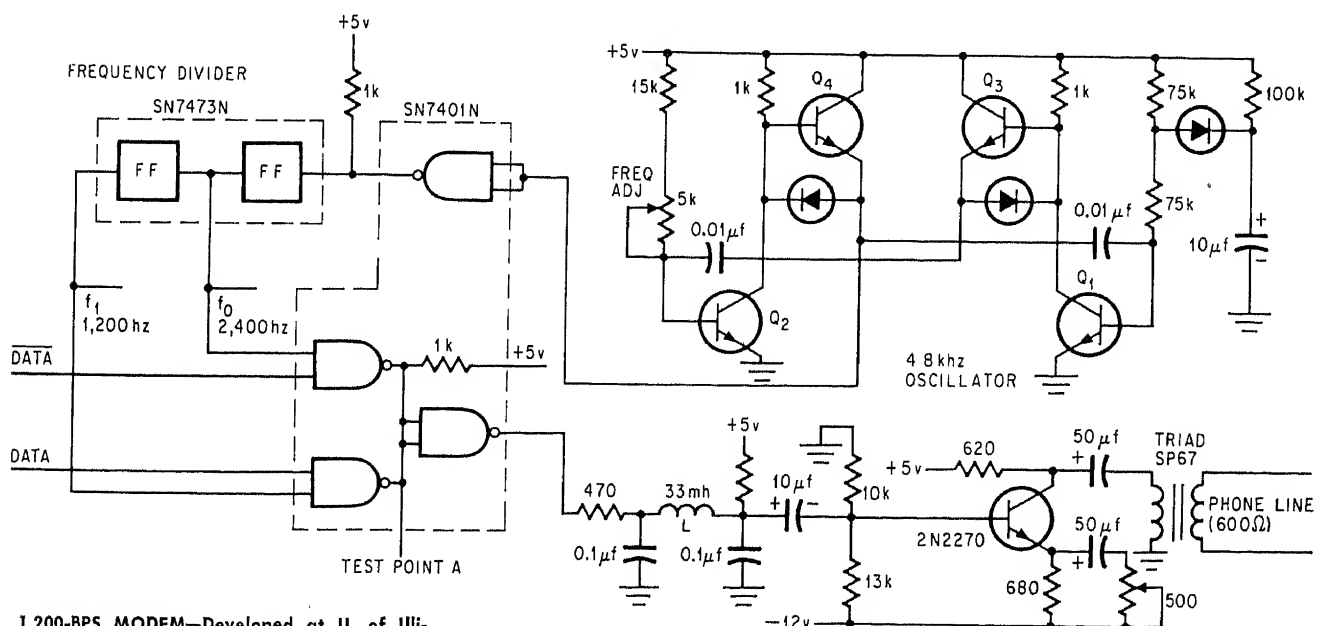 +5v
FREQUENCY DIVIDER
SN7473N
1k
SN7401N
FF
FF
f1
1,200hz
f0
2,400hz
DATA
1k
+5v
DATA
TEST POINT A
+5v
15k
1k
Q4
Q3
1k
75k
100k
FREQ
ADJ
5k
0.01μf
0.01μf
75k
10μf
+
−
Q2
Q1
4 8khz
OSCILLATOR
470
33mh
L
0.1μf
0.1μf
+5v
10μf
+ −
10k
13k
−12v
+5v
620
2N2270
680
50μf
+
50μf
+
500
TRIAD
SP67
PHONE LINE
(600Ω)
1,200-BPS MODEM—Developed at U. of Illi-